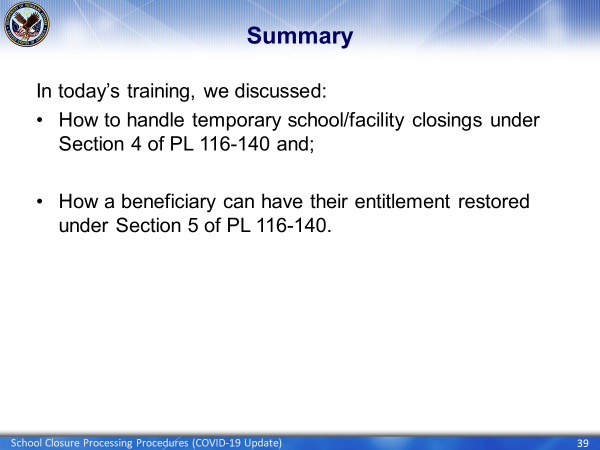 Summary
In today’s training, we discussed:
• How to handle temporary school/facility closings under
Section 4 of PL 116-140 and;
• How a beneficiary can have their entitlement restored
under Section 5 of PL 116-140.
School Closure Processing Procedures (COVID-19 Update)
39